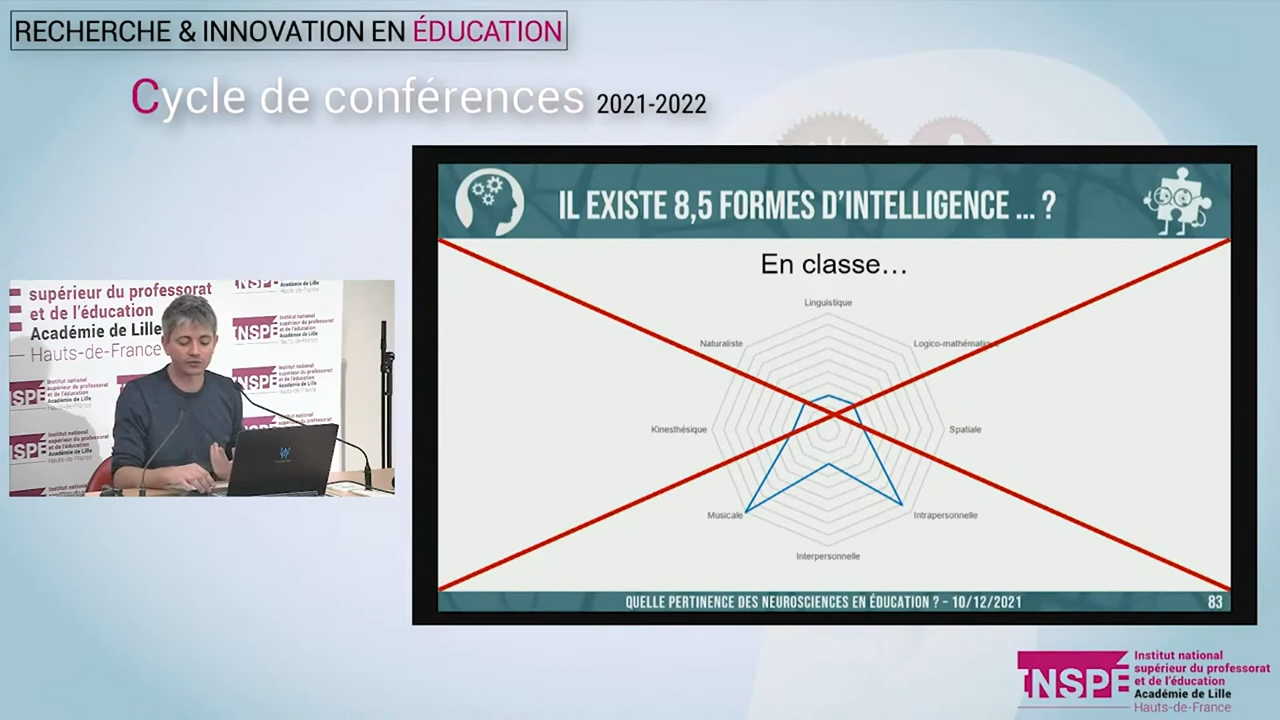 RECHERCHE & INNOVATION EN ÉDUCATION
Cycle de conférences 2021-2022
IL EXISTE 8,5 FORMES D'INTELLIGENCE ... ?
En classe…
Linguistique
Naturaliste
Logico-mathématique
Kinesthésique
Spatiale
Musicale
Intrapersonnelle
Interpersonnelle
QUELLE PERTINENCE DES NEUROSCIENCES EN ÉDUCATION ? – 10/12/2021
83
supérieur du professorat
et de l'éducation
Académie de Lille
Hauts-de-France
INSPÉ
Institut national
supérieur du professorat
et de l'éducation
Académie de Lille
Hauts-de-France